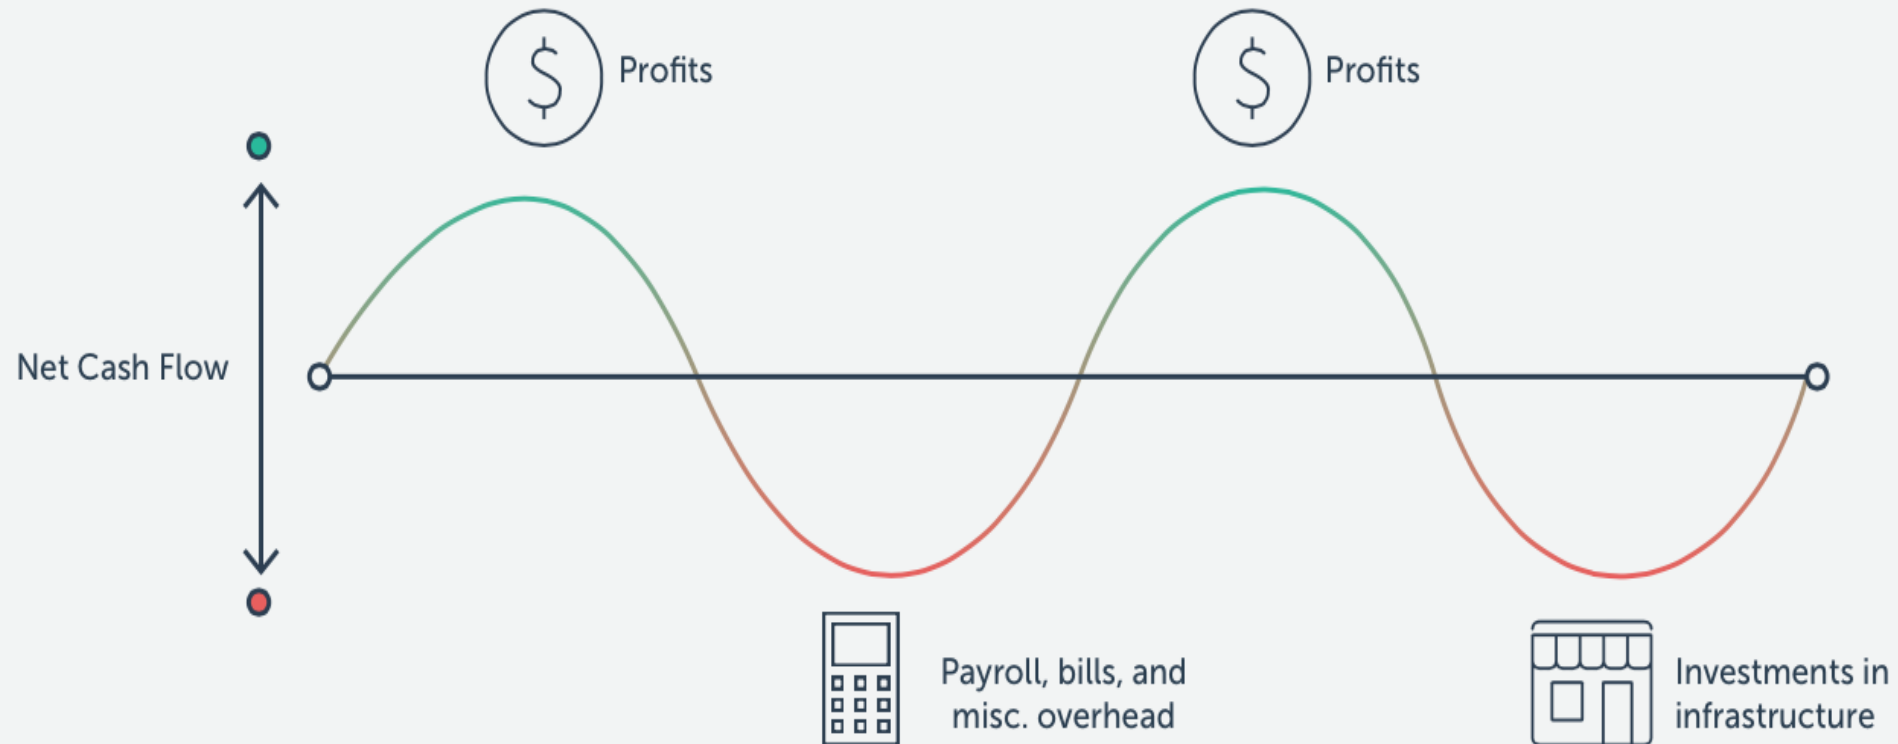 $
Profits
$
Profits
Net Cash Flow
Payroll, bills, and
misc. overhead
Investments in
infrastructure